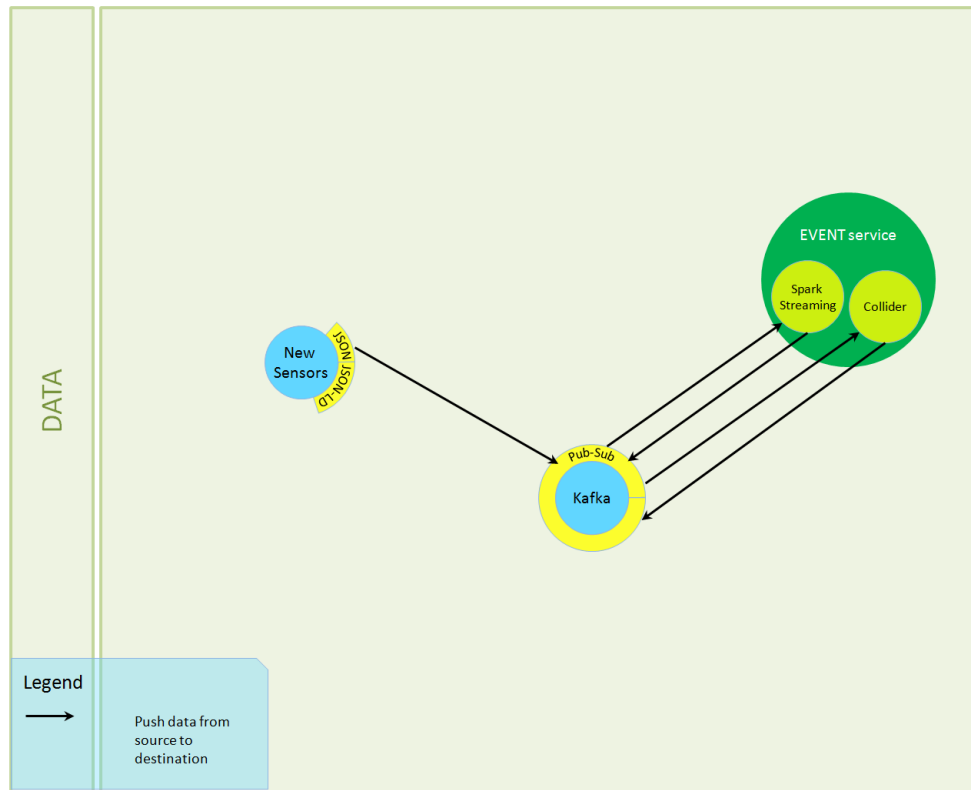 DATA
EVENT service
Spark
Streaming
Collider
New
Sensors
JSON
JSON-LD
Pub-Sub
Kafka
Legend
Push data from
source to
destination